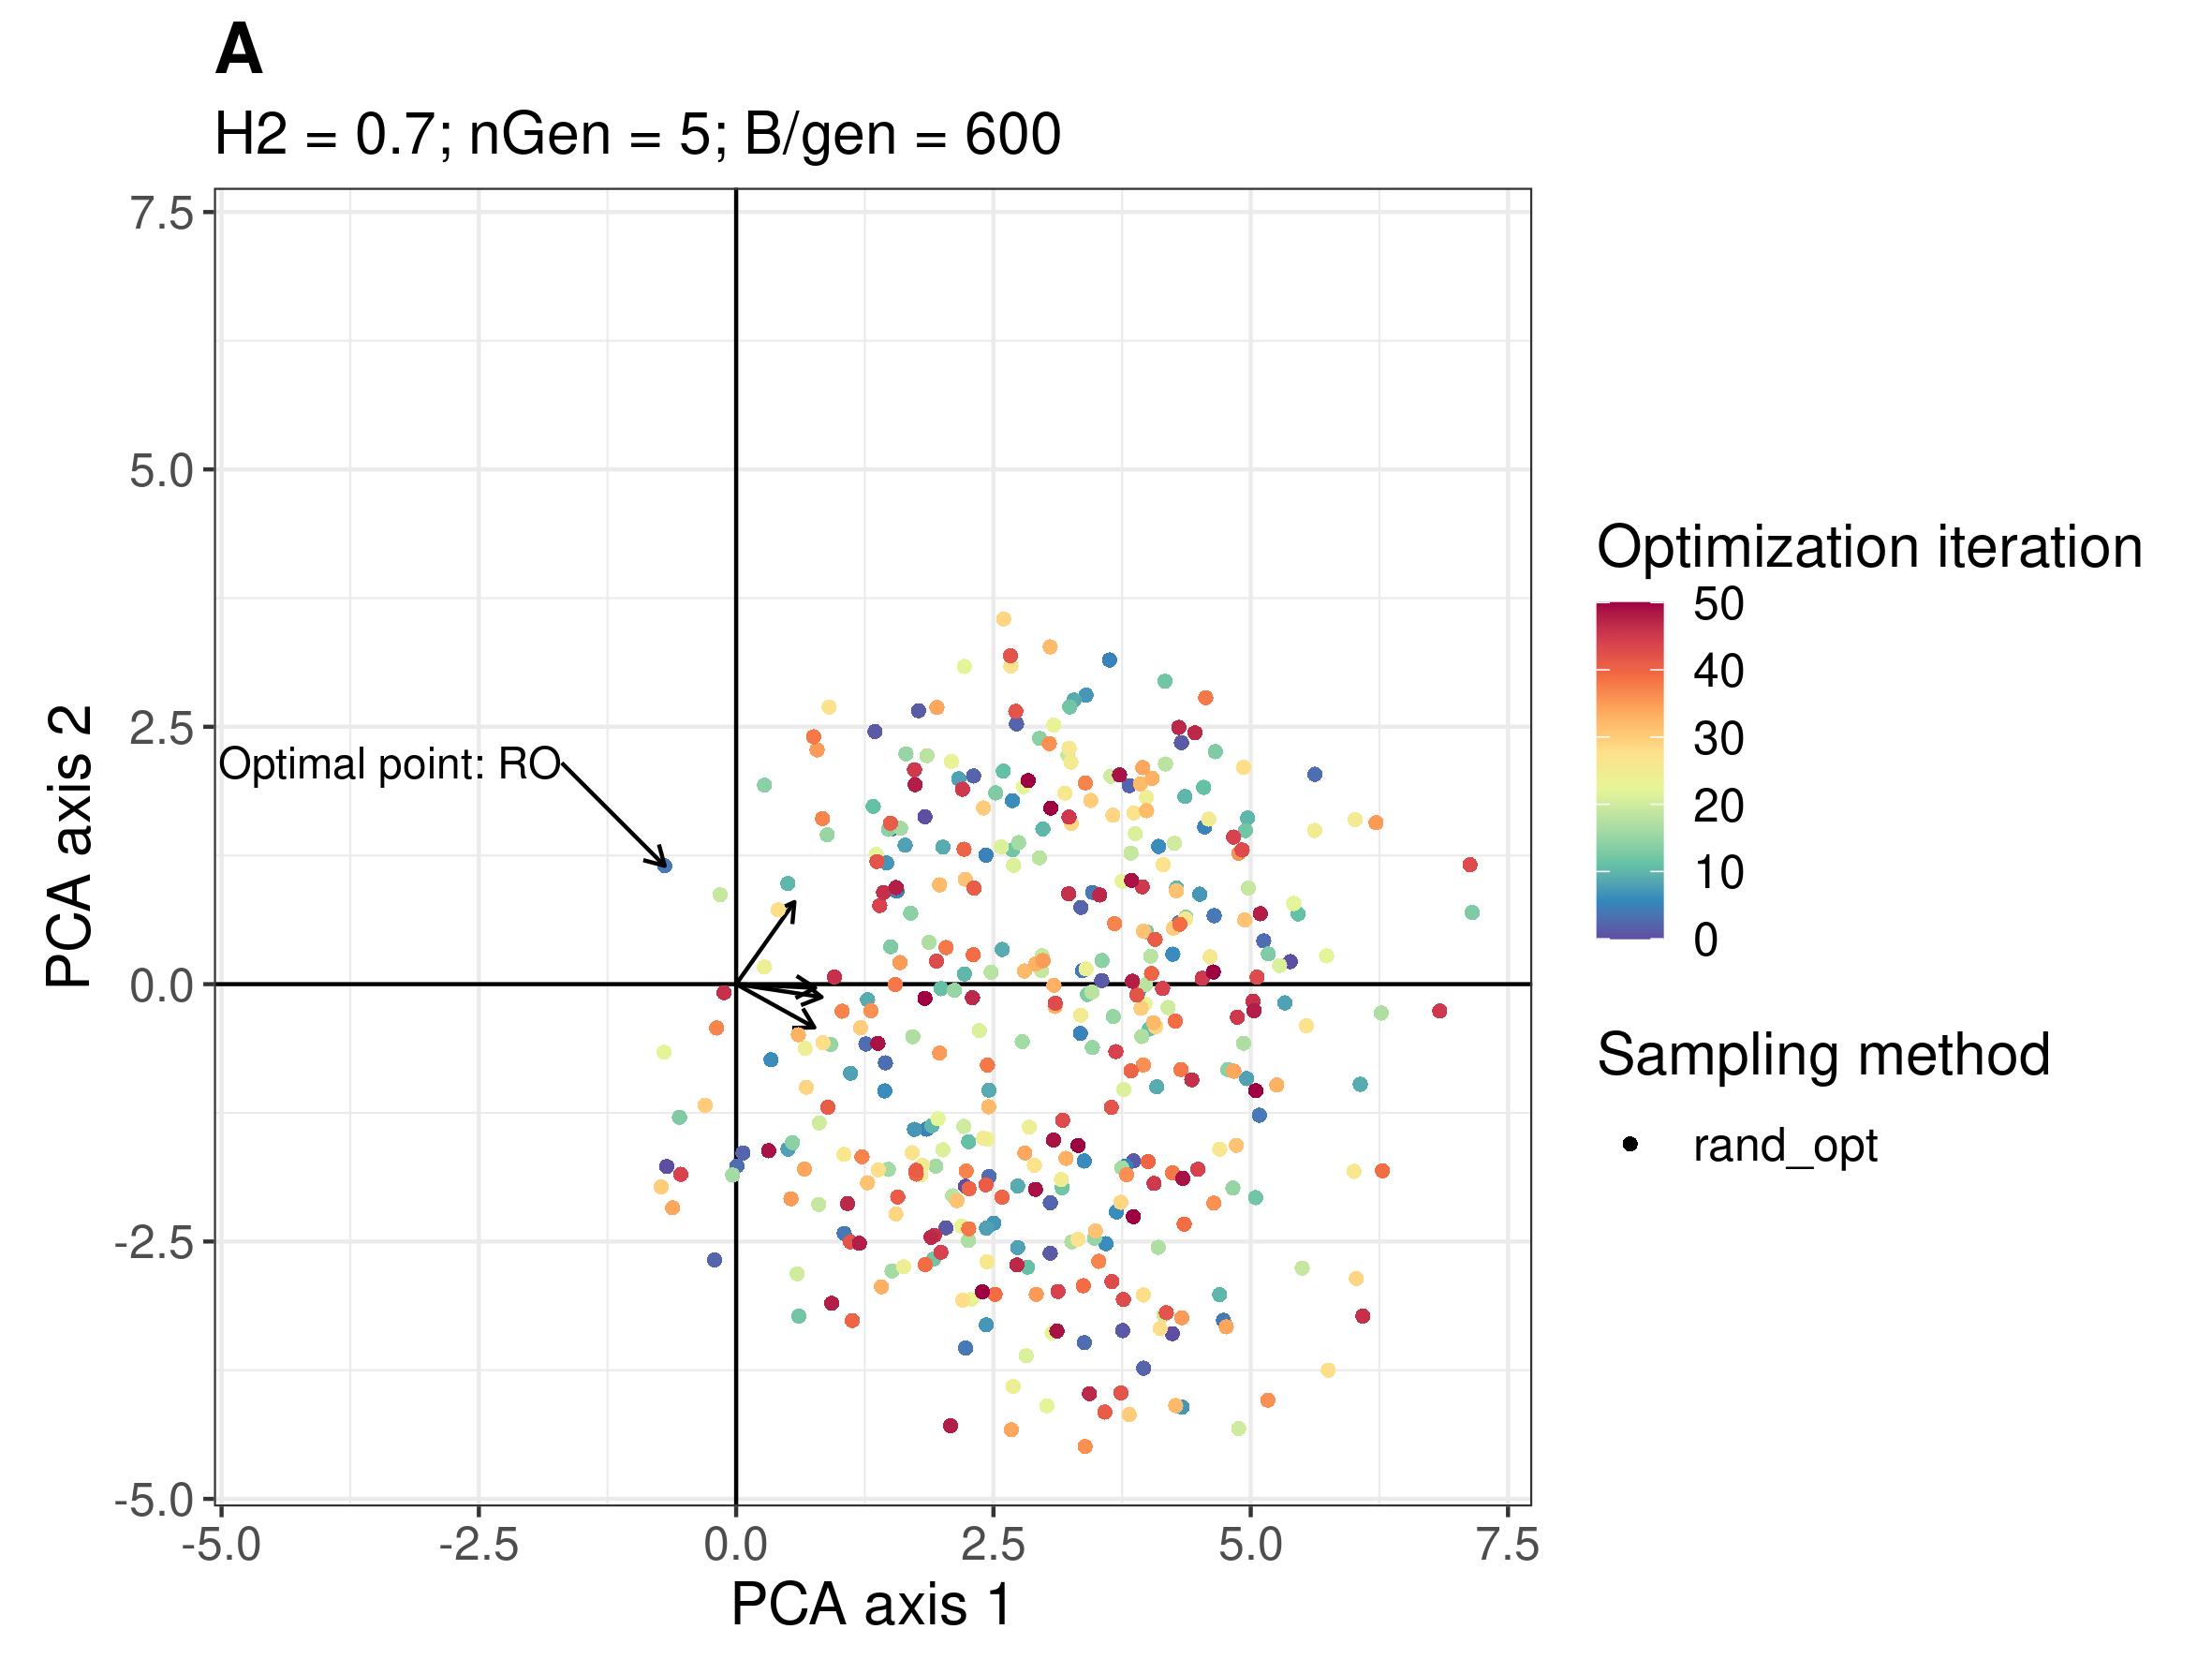 A
H2 = 0.7; nGen = 5; B/gen = 600
7.5
5.0
2.5
0.0
-2.5
-5.0
PCA axis 2
Optimal point: RO
-5.0
-2.5
0.0
2.5
5.0
7.5
PCA axis 1
Optimization iteration
50
40
30
20
10
0
Sampling method
rand_opt